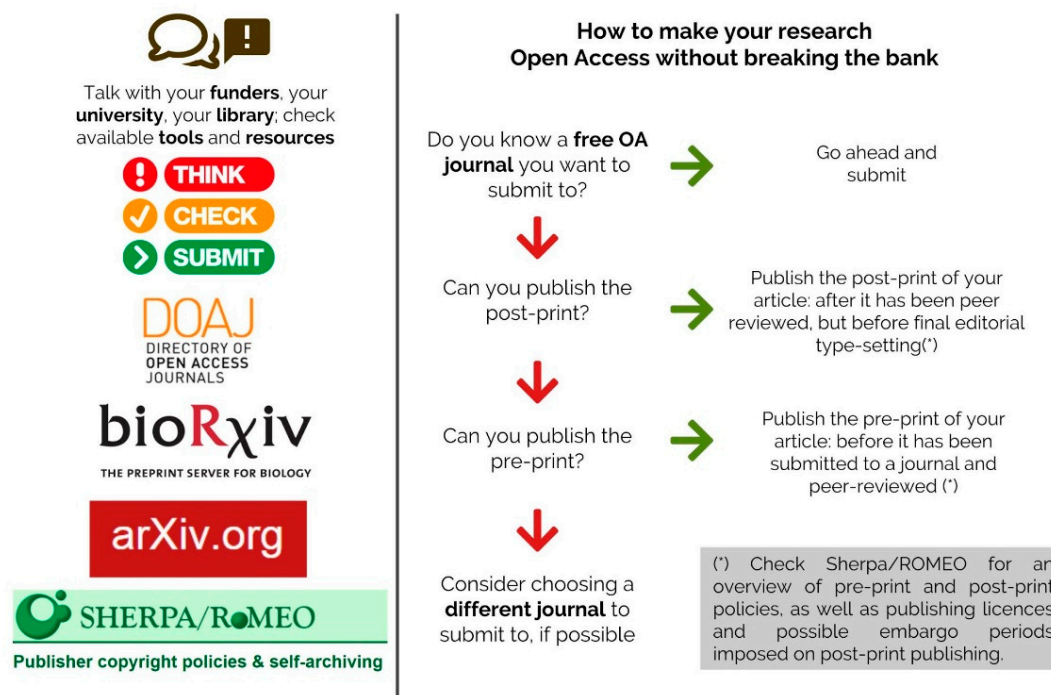 Talk with your funders, your
university, your library; check
available tools and resources
THINK
CHECK
SUBMIT
DOAJ
DIRECTORY OF
OPEN ACCESS
JOURNALS
bioRχiv
THE PREPRINT SERVER FOR BIOLOGY
arXiv.org
SHERPA/RoMEO
Publisher copyright policies & self-archiving
How to make your research
Open Access without breaking the bank
Do you know a free OA
journal you want to
submit to?
Go ahead and
submit
Can you publish the
post-print?
Publish the post-print of your
article: after it has been peer
reviewed, but before final editorial
type-setting(*)
Can you publish the
pre-print?
Publish the pre-print of your
article: before it has been
submitted to a journal and
peer-reviewed (*)
Consider choosing a
different journal to
submit to, if possible
(*) Check Sherpa/ROMEO for an
overview of pre-print and post-print
policies, as well as publishing licences
and possible embargo periods
imposed on post-print publishing.